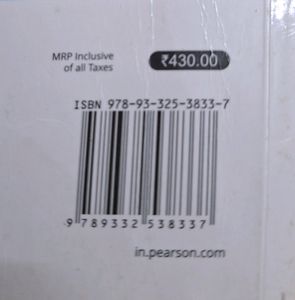 MRP Inclusive
of all Taxes
₹430.00
ISBN 978-93-325-3833-7
9 789332 538337
in.pearson.com